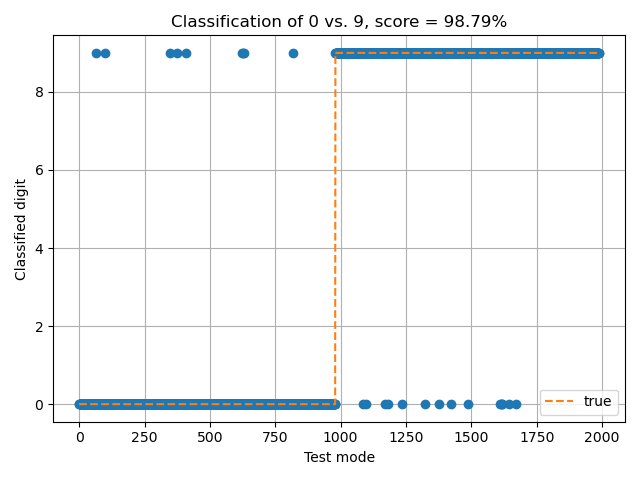 Classification of 0 vs. 9, score = 98.79%
Classified digit
8
6
4
2
0
true
0 250 500 750 1000 1250 1500 1750 2000
Test mode